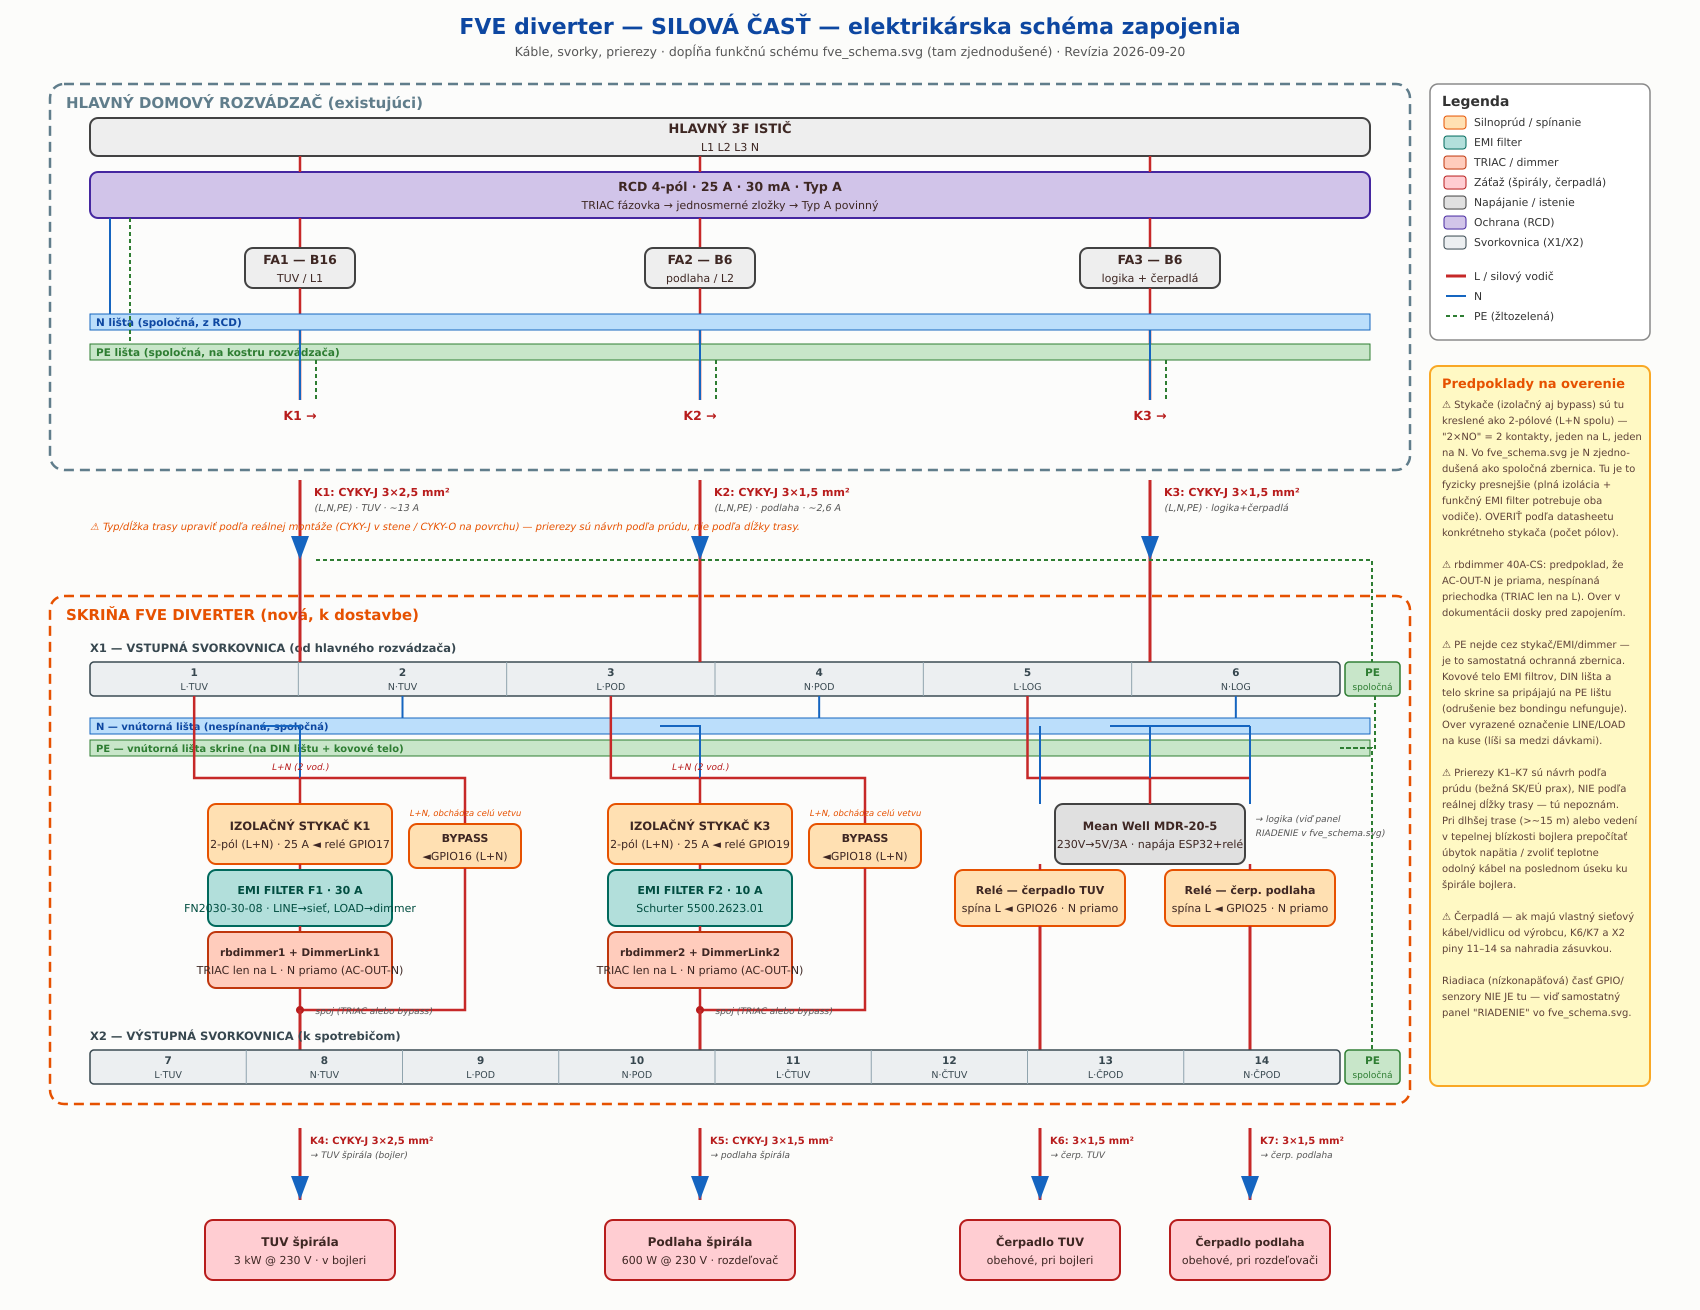 FVE diverter — SILOVÁ ČASŤ — elektrikárska schéma zapojenia
Káble, svorky, prierezy · dopĺňa funkčnú schému fve_schema.svg (tam zjednodušené) · Revízia 2026-09-20
HLAVNÝ DOMOVÝ ROZVÁDZAČ (existujúci)
HLAVNÝ 3F ISTIČ
L1 L2 L3 N
RCD 4-pól · 25 A · 30 mA · Typ A
TRIAC fázovka → jednosmerné zložky → Typ A povinný
FA1 — B16
TUV / L1
FA2 — B6
podlaha / L2
FA3 — B6
logika + čerpadlá
N lišta (spoločná, z RCD)
PE lišta (spoločná, na kostru rozvádzača)
K1 →
K2 →
K3 →
K1: CYKY-J 3×2,5 mm²
(L,N,PE) · TUV · ~13 A
K2: CYKY-J 3×1,5 mm²
(L,N,PE) · podlaha · ~2,6 A
K3: CYKY-J 3×1,5 mm²
(L,N,PE) · logika+čerpadlá
⚠ Typ/dĺžka trasy upraviť podľa reálnej montáže (CYKY-J v stene / CYKY-O na povrchu) — prierezy sú návrh podľa prúdu, nie podľa dĺžky trasy.
SKRIŇA FVE DIVERTER (nová, k dostavbe)
X1 — VSTUPNÁ SVORKOVNICA (od hlavného rozvádzača)
1
L·TUV
2
N·TUV
3
L·POD
4
N·POD
5
L·LOG
6
N·LOG
PE
spoločná
N — vnútorná lišta (nespínaná, spoločná)
PE — vnútorná lišta skrine (na DIN lištu + kovové telo)
L+N (2 vod.)
L+N (2 vod.)
IZOLAČNÝ STYKAČ K1
2-pól (L+N) · 25 A ◄ relé GPIO17
L+N, obchádza celú vetvu
BYPASS
◄GPIO16 (L+N)
EMI FILTER F1 · 30 A
FN2030-30-08 · LINE→sieť, LOAD→dimmer
rbdimmer1 + DimmerLink1
TRIAC len na L · N priamo (AC-OUT-N)
spoj (TRIAC alebo bypass)
IZOLAČNÝ STYKAČ K3
2-pól (L+N) · 25 A ◄ relé GPIO19
L+N, obchádza celú vetvu
BYPASS
◄GPIO18 (L+N)
EMI FILTER F2 · 10 A
Schurter 5500.2623.01
rbdimmer2 + DimmerLink2
TRIAC len na L · N priamo (AC-OUT-N)
spoj (TRIAC alebo bypass)
Mean Well MDR-20-5
230V→5V/3A · napája ESP32+relé
→ logika (viď panel
RIADENIE v fve_schema.svg)
Relé — čerpadlo TUV
spína L ◄ GPIO26 · N priamo
Relé — čerp. podlaha
spína L ◄ GPIO25 · N priamo
X2 — VÝSTUPNÁ SVORKOVNICA (k spotrebičom)
7
L·TUV
8
N·TUV
9
L·POD
10
N·POD
11
L·ČTUV
12
N·ČTUV
13
L·ČPOD
14
N·ČPOD
PE
spoločná
K4: CYKY-J 3×2,5 mm²
→ TUV špirála (bojler)
K5: CYKY-J 3×1,5 mm²
→ podlaha špirála
K6: 3×1,5 mm²
→ čerp. TUV
K7: 3×1,5 mm²
→ čerp. podlaha
TUV špirála
3 kW @ 230 V · v bojleri
Podlaha špirála
600 W @ 230 V · rozdeľovač
Čerpadlo TUV
obehové, pri bojleri
Čerpadlo podlaha
obehové, pri rozdeľovači
Legenda
Silnoprúd / spínanie
EMI filter
TRIAC / dimmer
Záťaž (špirály, čerpadlá)
Napájanie / istenie
Ochrana (RCD)
Svorkovnica (X1/X2)
L / silový vodič
N
PE (žltozelená)
Predpoklady na overenie
⚠ Stykače (izolačný aj bypass) sú tu
kreslené ako 2-pólové (L+N spolu) —
"2×NO" = 2 kontakty, jeden na L, jeden
na N. Vo fve_schema.svg je N zjedno-
dušená ako spoločná zbernica. Tu je to
fyzicky presnejšie (plná izolácia +
funkčný EMI filter potrebuje oba
vodiče). OVERIŤ podľa datasheetu
konkrétneho stykača (počet pólov).
⚠ rbdimmer 40A-CS: predpoklad, že
AC-OUT-N je priama, nespínaná
priechodka (TRIAC len na L). Over v
dokumentácii dosky pred zapojením.
⚠ PE nejde cez stykač/EMI/dimmer —
je to samostatná ochranná zbernica.
Kovové telo EMI filtrov, DIN lišta a
telo skrine sa pripájajú na PE lištu
(odrušenie bez bondingu nefunguje).
Over vyrazené označenie LINE/LOAD
na kuse (líši sa medzi dávkami).
⚠ Prierezy K1–K7 sú návrh podľa
prúdu (bežná SK/EÚ prax), NIE podľa
reálnej dĺžky trasy — tú nepoznám.
Pri dlhšej trase (>~15 m) alebo vedení
v tepelnej blízkosti bojlera prepočítať
úbytok napätia / zvoliť teplotne
odolný kábel na poslednom úseku ku
špirále bojlera.
⚠ Čerpadlá — ak majú vlastný sieťový
kábel/vidlicu od výrobcu, K6/K7 a X2
piny 11–14 sa nahradia zásuvkou.
Riadiaca (nízkonapäťová) časť GPIO/
senzory NIE JE tu — viď samostatný
panel "RIADENIE" vo fve_schema.svg.